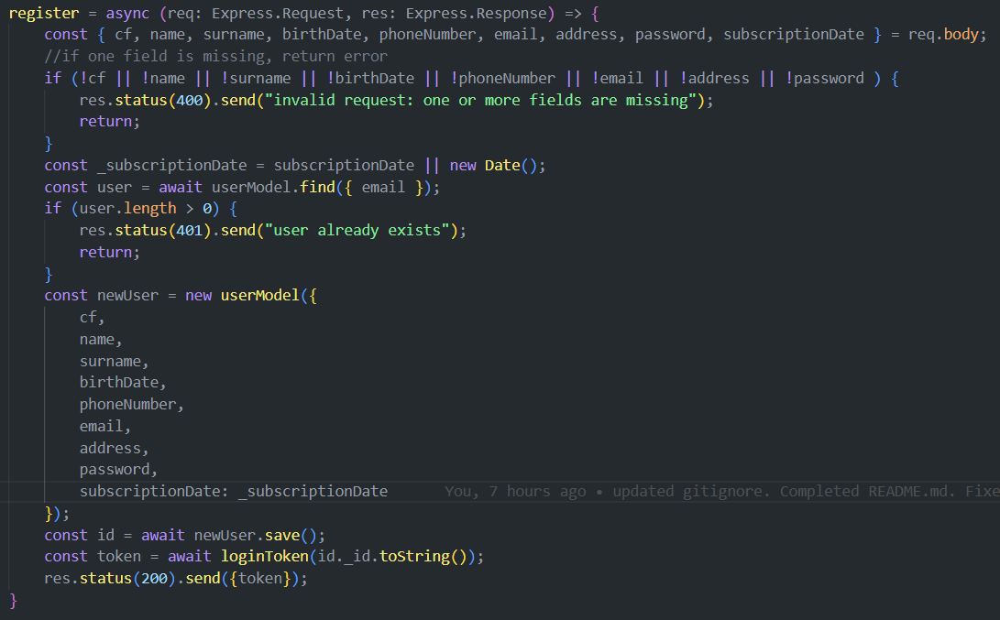 register = async (req: Express.Request, res: Express.Response) => {
    const { cf, name, surname, birthDate, phoneNumber, email, address, password, subscriptionDate } = req.body;
    //if one field is missing, return error
    if (!cf || !name || !surname || !birthDate || !phoneNumber || !email || !address || !password ) {
        res.status(400).send("invalid request: one or more fields are missing");
        return;
    }
    const _subscriptionDate = subscriptionDate || new Date();
    const user = await userModel.find({ email });
    if (user.length > 0) {
        res.status(401).send("user already exists");
        return;
    }
    const newUser = new userModel({
        cf,
        name,
        surname,
        birthDate,
        phoneNumber,
        email,
        address,
        password,
        subscriptionDate: _subscriptionDate You, 7 hours ago • updated gitignore. Completed README.md. Fixe
    });
    const id = await newUser.save();
    const token = await loginToken(id._id.toString());
    res.status(200).send({token});
}